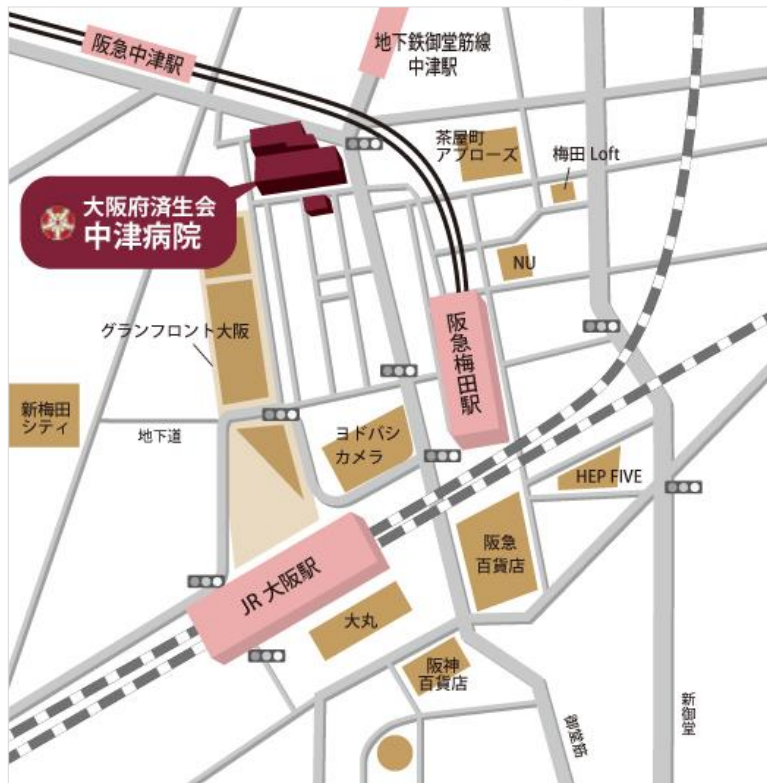 阪急中津駅
地下鉄御堂筋線
中津駅
茶屋町
アプローズ
梅田 Loft
大阪府済生会
中津病院
NU
グランフロント大阪
阪急梅田駅
新梅田
シティ
地下道
ヨドバシ
カメラ
HEP FIVE
阪急
百貨店
JR 大阪駅
大丸
阪神
百貨店
御堂筋
新御堂